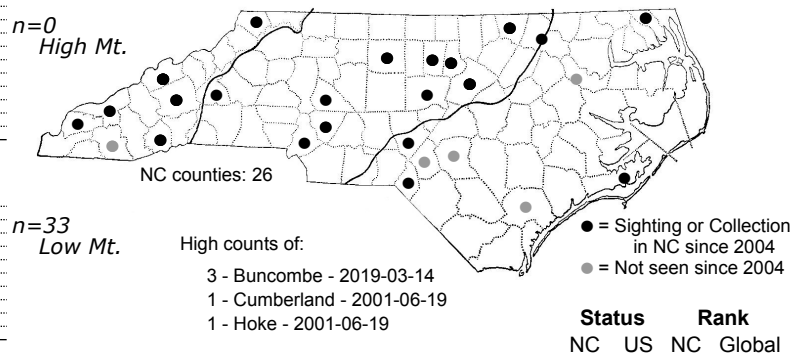 n=0
High Mt.
NC counties: 26
n=33
Low Mt.
High counts of:
3 - Buncombe - 2019-03-14
1 - Cumberland - 2001-06-19
1 - Hoke - 2001-06-19
= Sighting or Collection
in NC since 2004
= Not seen since 2004
Status Rank
NC US NC Global